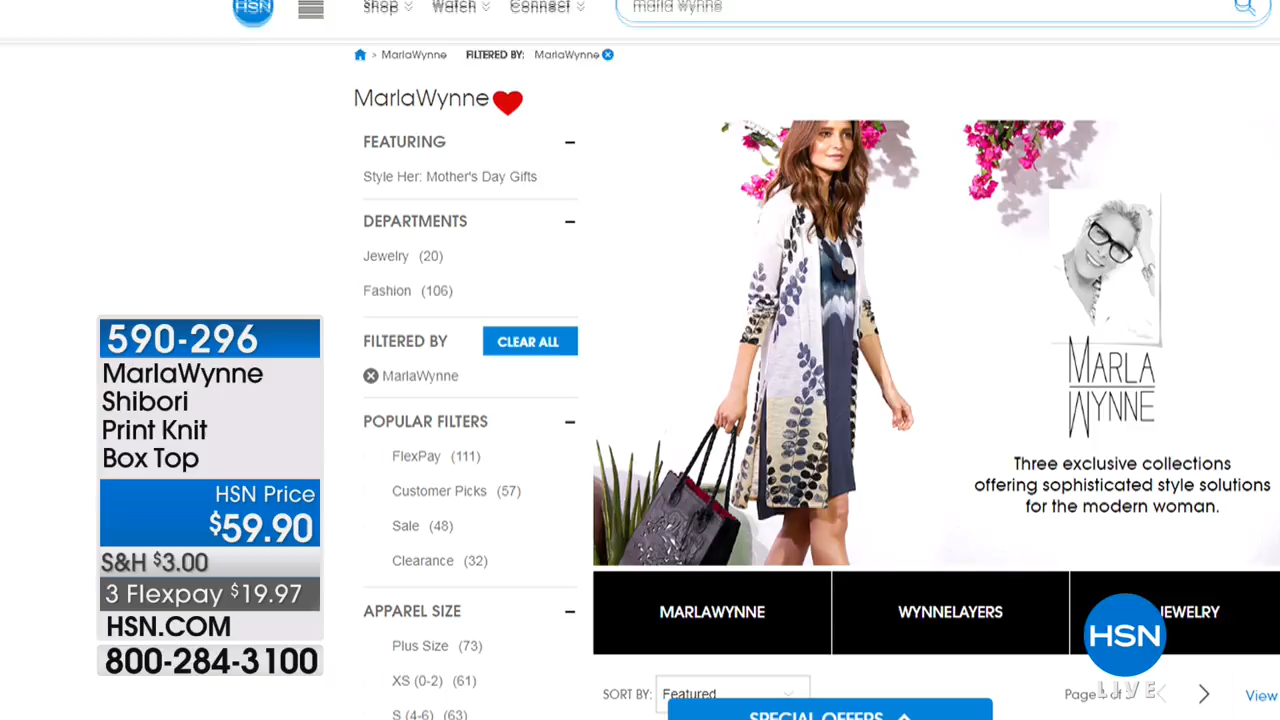 HSN
Shop
Watch
Connect
marla wynne
> MarlaWynne
FILTERED BY: MarlaWynne
MarlaWynne
FEATURING
Style Her: Mother's Day Gifts
DEPARTMENTS
Jewelry (20)
Fashion (106)
FILTERED BY
CLEAR ALL
MarlaWynne
POPULAR FILTERS
FlexPay (111)
Customer Picks (57)
Sale (48)
Clearance (32)
APPAREL SIZE
Plus Size (73)
XS (0-2) (61)
S (4-6) (63)
590-296
MarlaWynne
Shibori
Print Knit
Box Top
HSN Price
$59.90
S&H $3.00
3 Flexpay $19.97
HSN.COM
800-284-3100
MARLA
WYNNE
Three exclusive collections
offering sophisticated style solutions
for the modern woman.
MARLAWYNNE
WYNNELAYERS
JEWELRY
SORT BY: Featured
Page
View
SPECIAL OFFERS
HSN
LIVE